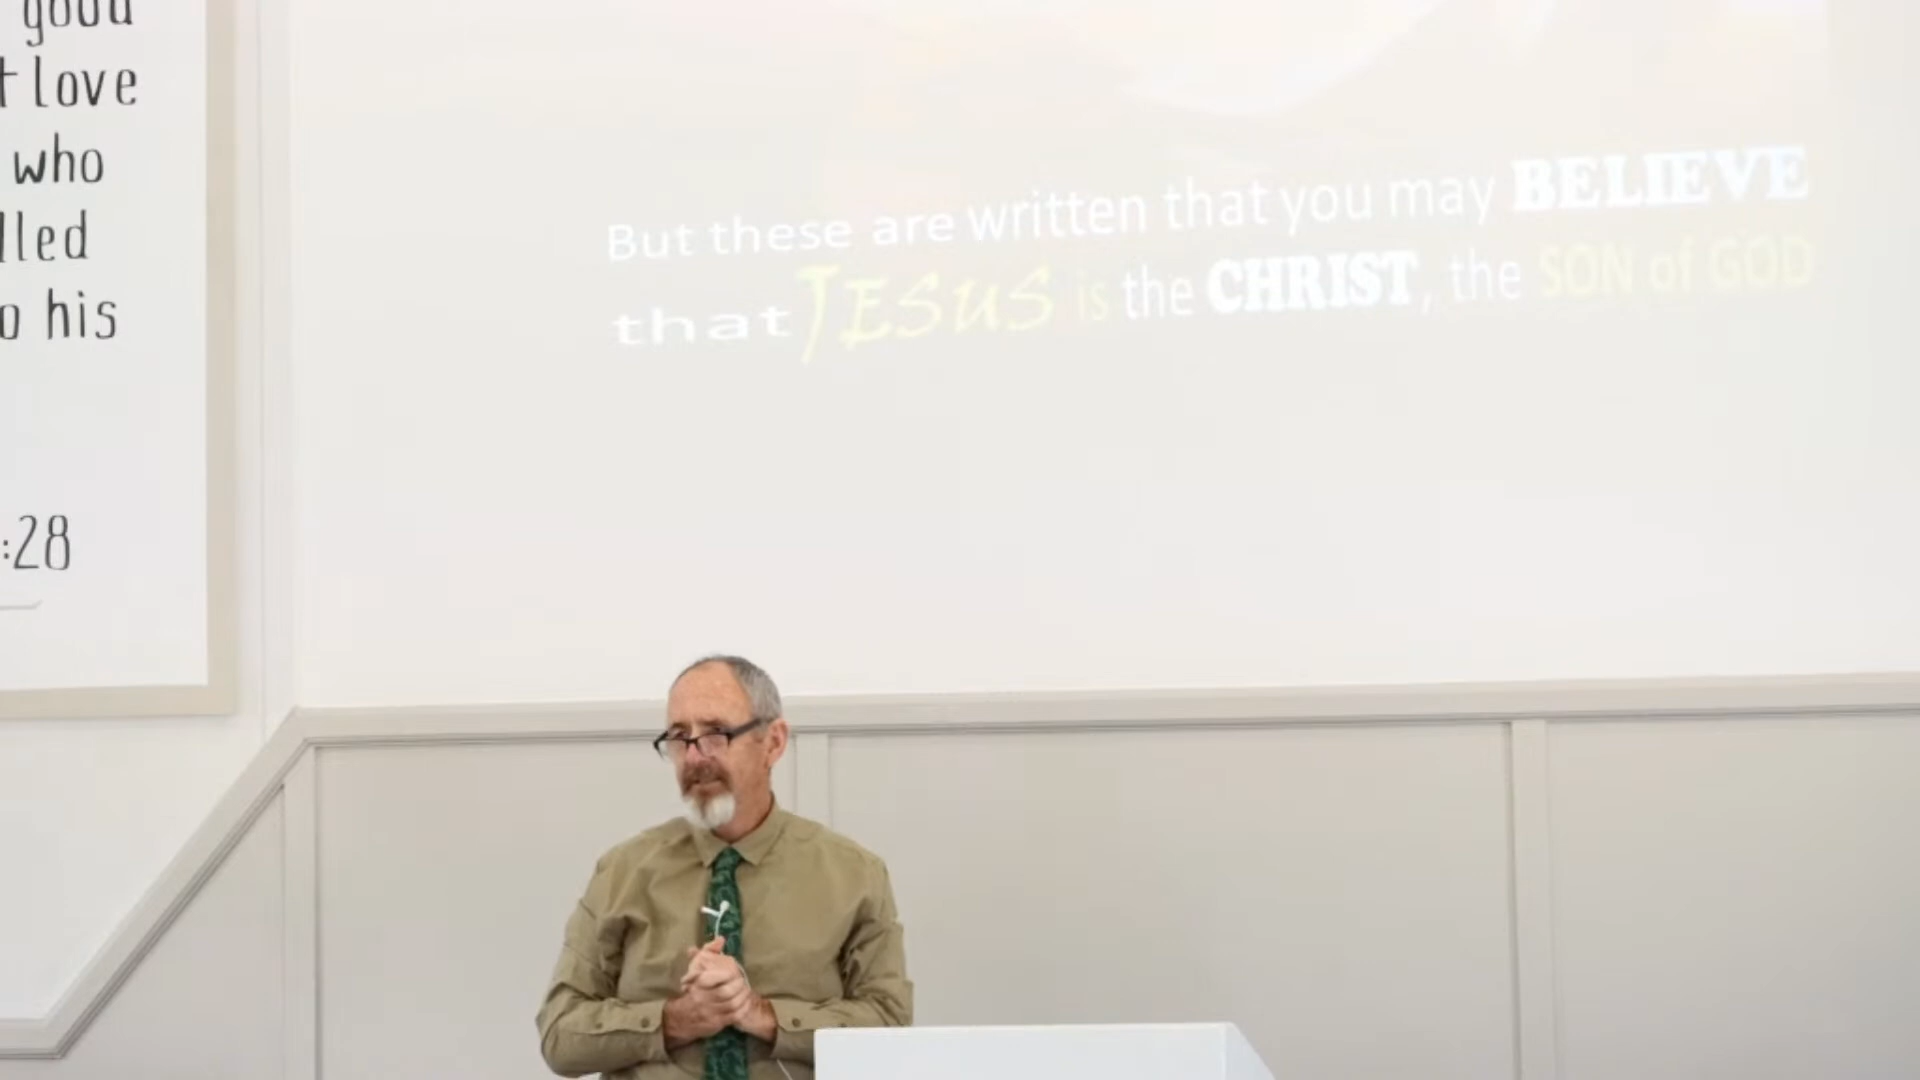 good
t love
who
lled
o his
:28
But these are written that you may BELIEVE
that JESUS is the CHRIST, the SON of GOD